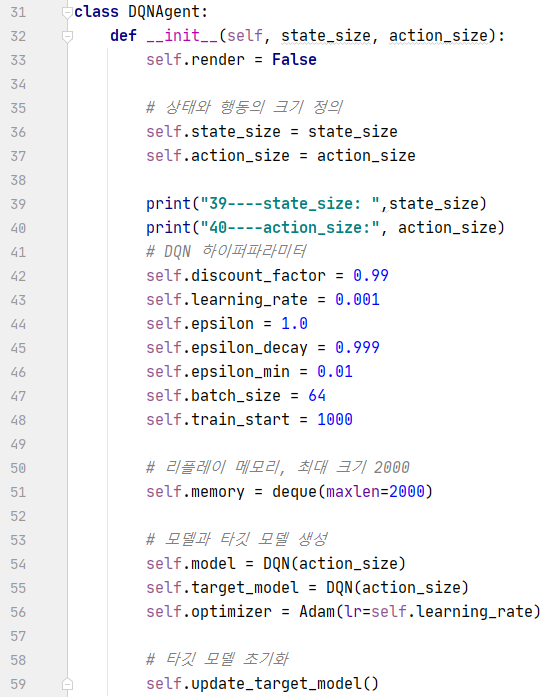 31 class DQNAgent:
32 def __init__(self, state_size, action_size):
33 self.render = False
34
35 # 상태와 행동의 크기 정의
36 self.state_size = state_size
37 self.action_size = action_size
38
39 print("39----state_size: ",state_size)
40 print("40----action_size:", action_size)
41 # DQN 하이퍼파라미터
42 self.discount_factor = 0.99
43 self.learning_rate = 0.001
44 self.epsilon = 1.0
45 self.epsilon_decay = 0.999
46 self.epsilon_min = 0.01
47 self.batch_size = 64
48 self.train_start = 1000
49
50 # 리플레이 메모리, 최대 크기 2000
51 self.memory = deque(maxlen=2000)
52
53 # 모델과 타깃 모델 생성
54 self.model = DQN(action_size)
55 self.target_model = DQN(action_size)
56 self.optimizer = Adam(lr=self.learning_rate)
57
58 # 타깃 모델 초기화
59 self.update_target_model()